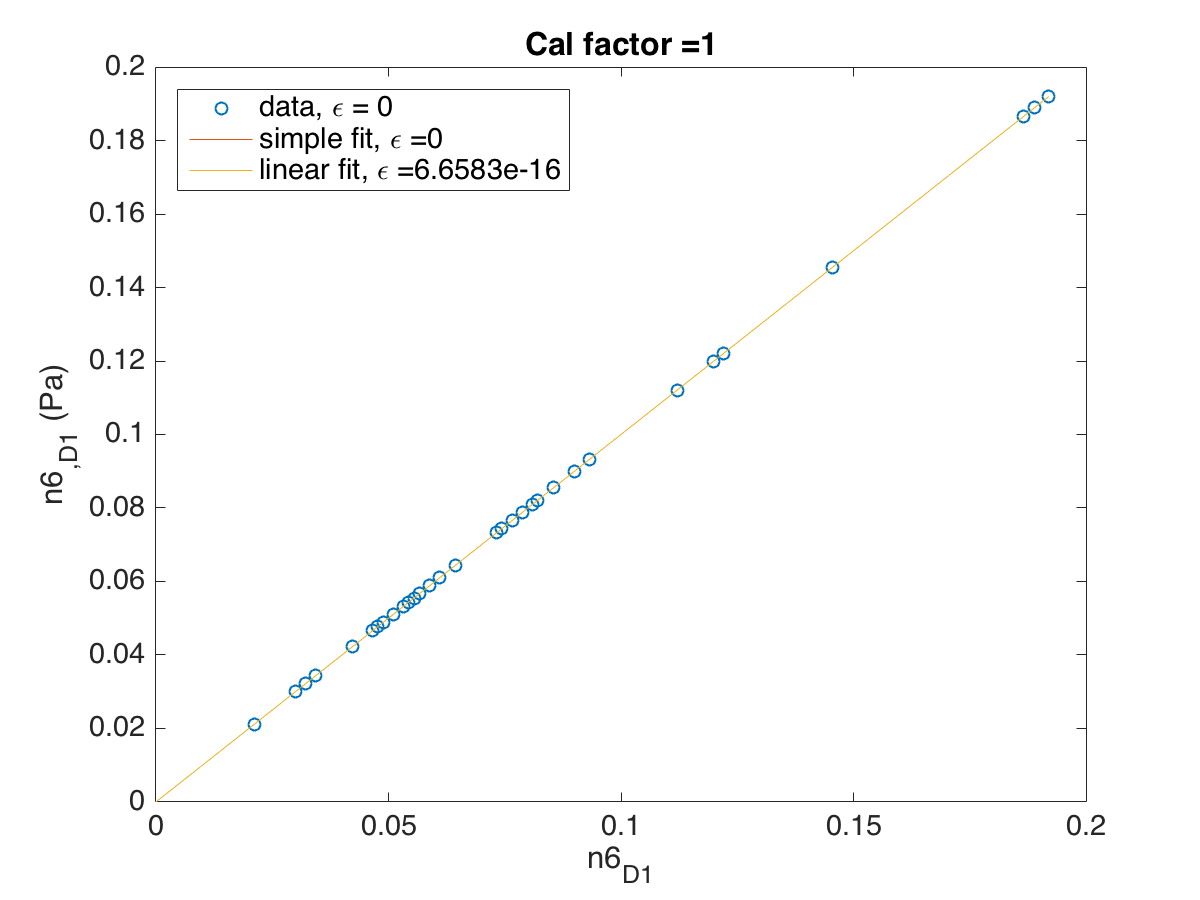 Cal factor =1
data, ϵ = 0
simple fit, ϵ =0
linear fit, ϵ =6.6583e-16
n6,D1 (Pa)
0.2
0.18
0.16
0.14
0.12
0.1
0.08
0.06
0.04
0.02
0
0 0.05 0.1 0.15 0.2
n6D1